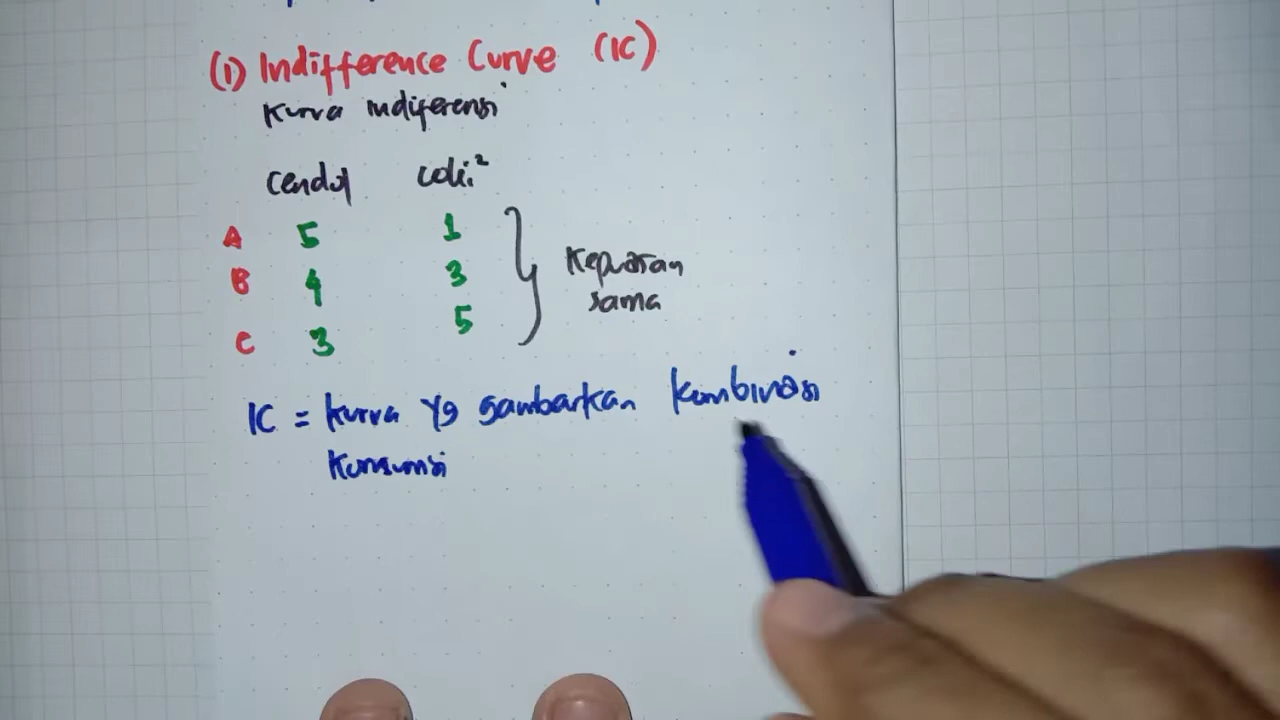 (1) Indifference Curve (IC)
Kurva indiferensi
cendol coki²
A 5 1
B 4 3
C 3 5
Kepuasan
sama
IC = kurva yg gambarkan kombinasi
konsumsi